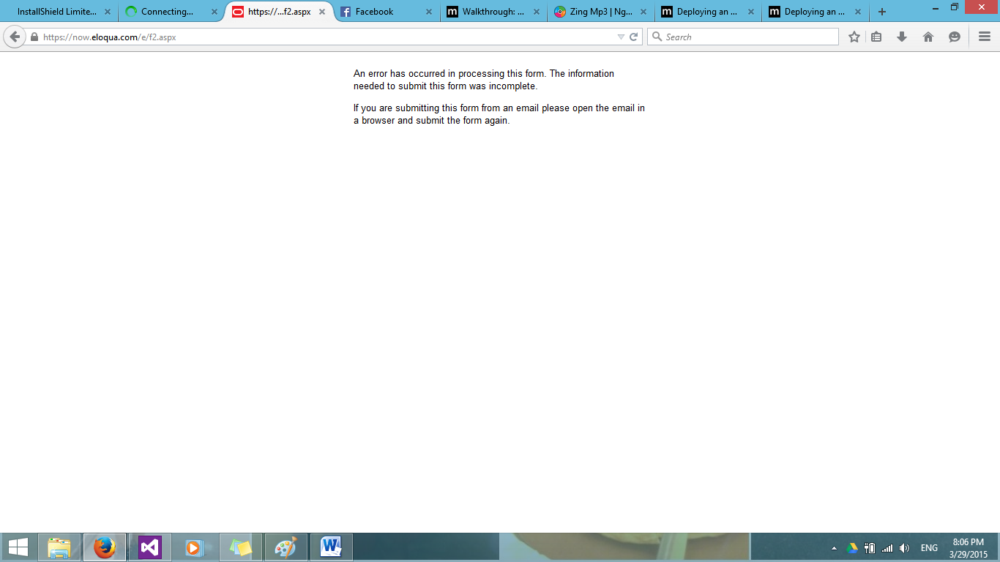 InstallShield Limite...
Connecting...
https://...f2.aspx
Facebook
Walkthrough: ...
Zing Mp3 | Ng...
Deploying an ...
Deploying an ...
https://now.eloqua.com/e/f2.aspx
Search
An error has occurred in processing this form. The information
needed to submit this form was incomplete.
If you are submitting this form from an email please open the email in
a browser and submit the form again.
ENG
8:06 PM
3/29/2015